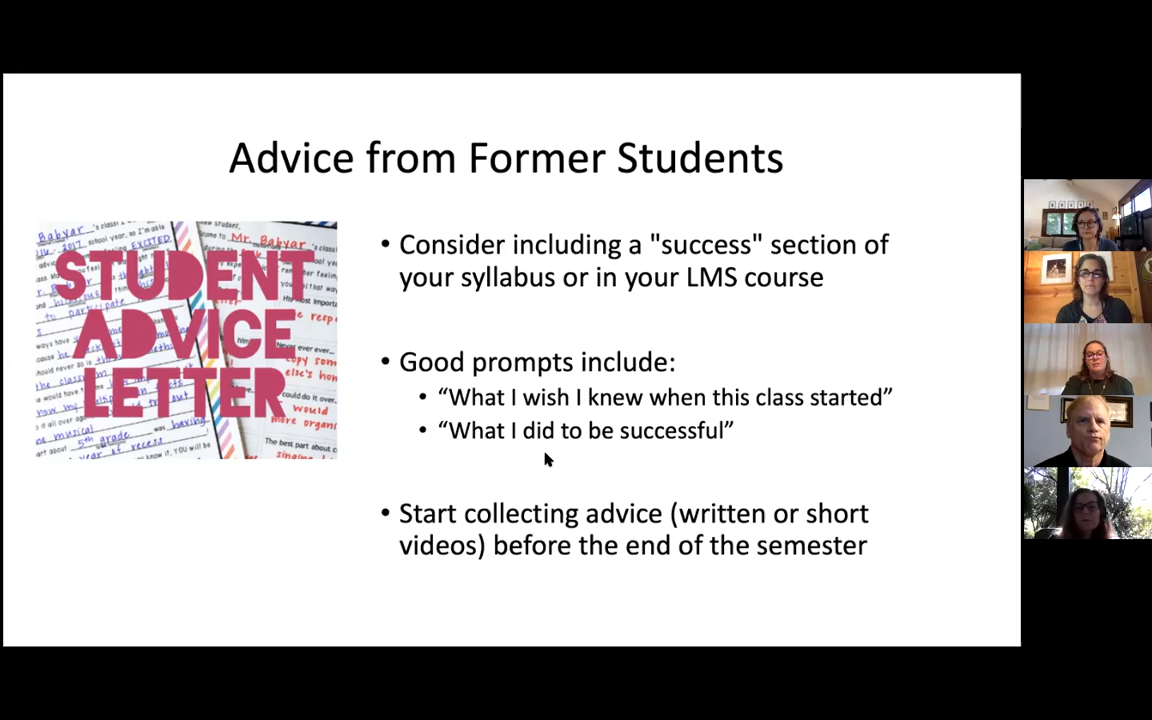 Advice from Former Students
STUDENT
ADVICE
LETTER
• Consider including a "success" section of
your syllabus or in your LMS course
• Good prompts include:
• “What I wish I knew when this class started”
• “What I did to be successful”
• Start collecting advice (written or short
videos) before the end of the semester